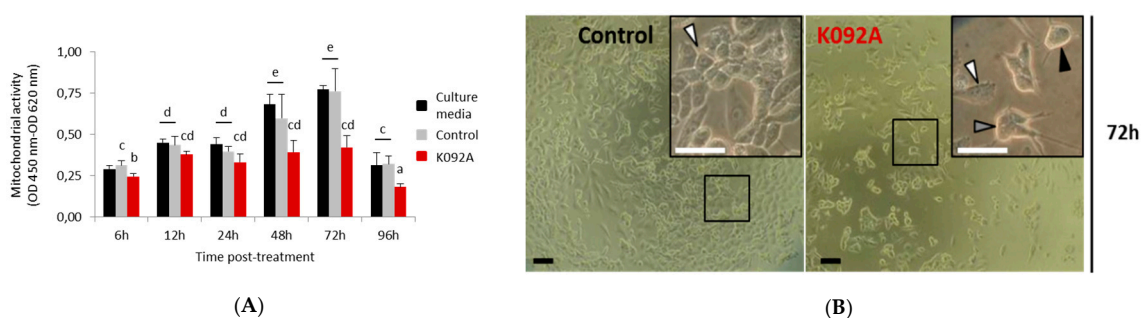 1,00
0,75
0,50
0,25
0,00
Mitochondrial activity
(OD 450 nm-OD 620 nm)
c
b
d
cd
d
cd
e
cd
e
cd
c
a
6h
12h
24h
48h
72h
96h
Time post-treatment
Culture
media
Control
K092A
(A)
Control
K092A
72h
(B)